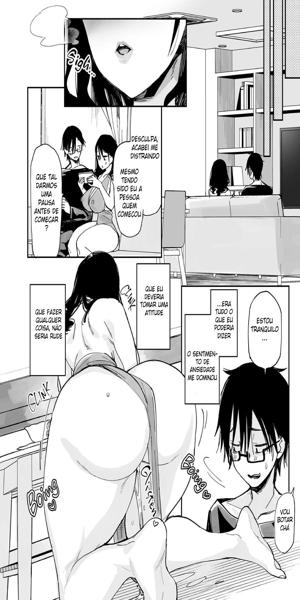 SIGH...
DESCULPA,
ACABEI ME
DISTRAINDO
MESMO
TENDO
SIDO EU A
PESSOA
QUEM
COMEÇOU
QUE TAL
DARMOS
UMA
PAUSA
ANTES DE
COMEÇAR
?
ESTOU
TRANQUILO
...
...ERA
TUDO O
QUE EU
PODERIA
DIZER
O SENTIMEN-
TO DE
ANSIEDADE
ME DOMINOU
QUE EU
DEVERIA
TOMAR UMA
ATITUDE
QUE FAZER
QUALQUER
COISA, NÃO
SERIA RUDE
CLINK
CLINK
BOING
BOING
VOU
BOTAR
CHÁ